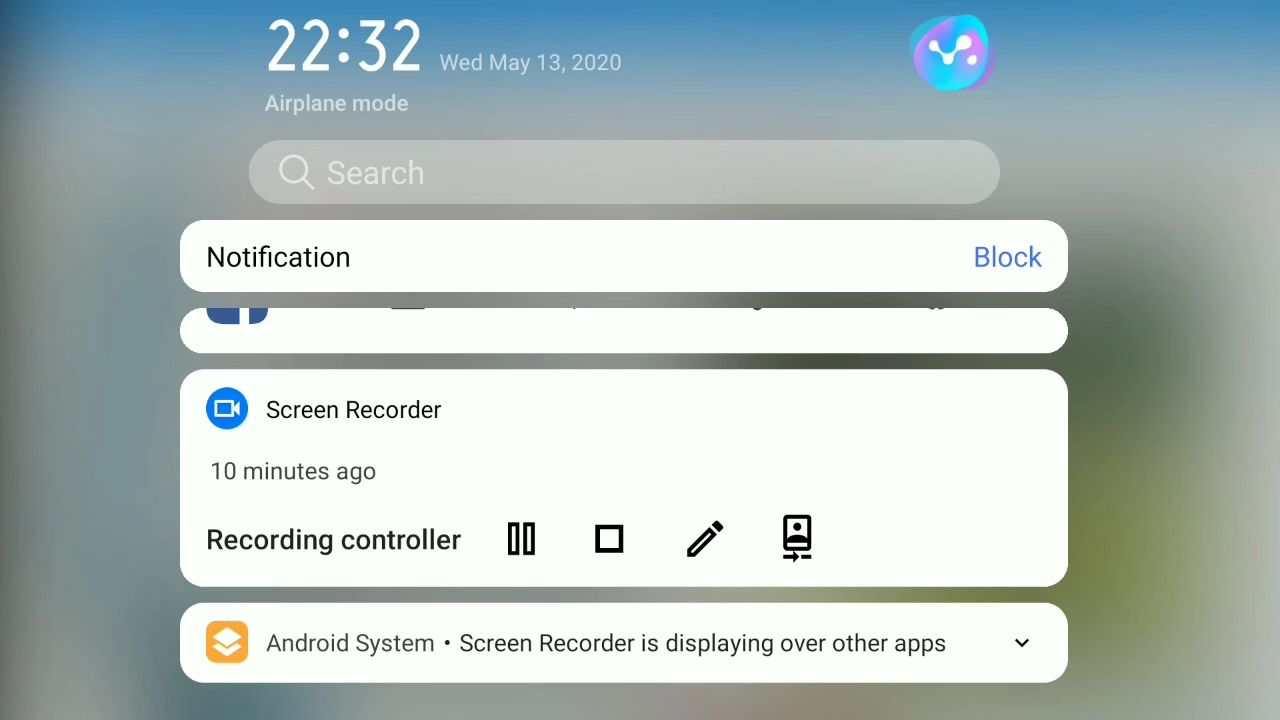 22:32 Wed May 13, 2020
Airplane mode
Search
Notification Block
Screen Recorder
10 minutes ago
Recording controller
Android System • Screen Recorder is displaying over other apps